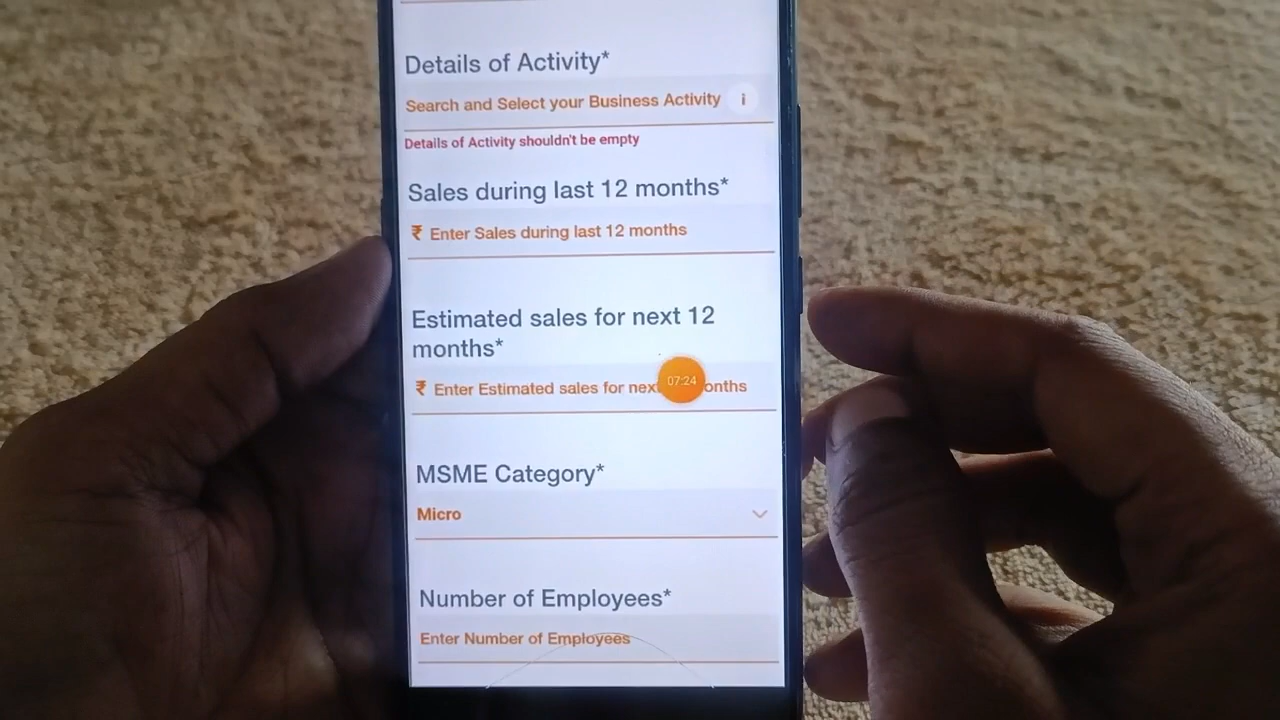 Details of Activity*
Search and Select your Business Activity i
Details of Activity shouldn't be empty
Sales during last 12 months*
₹ Enter Sales during last 12 months
Estimated sales for next 12
months*
₹ Enter Estimated sales for nex 07:24 onths
MSME Category*
Micro
Number of Employees*
Enter Number of Employees